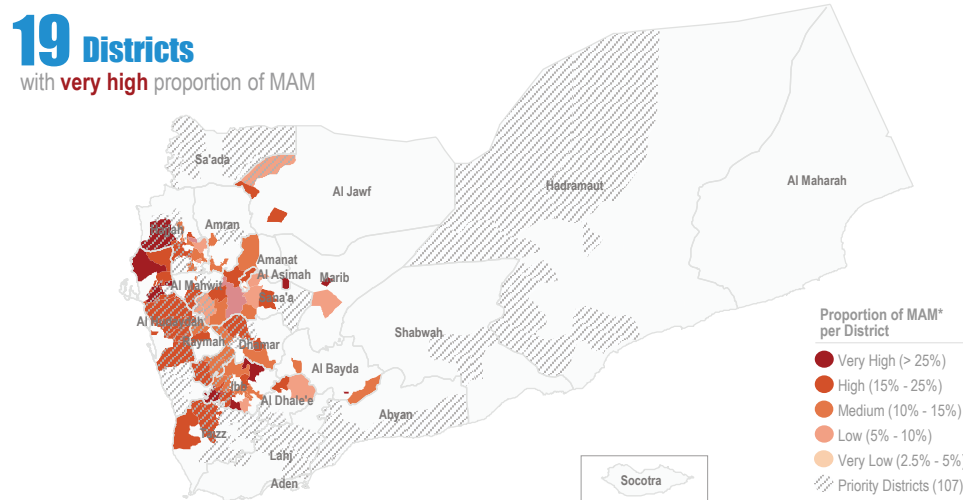 19 Districts
with very high proportion of MAM
Sa'ada
Al Jawf
Hadramaut
Al Maharah
Hajjah
Amran
Amanat
Al Asimah
Marib
Al Mahwit
Sana'a
Al Hudaydah
Shabwah
Raymah
Dhamar
Al Bayda
Ibb
Al Dhale'e
Abyan
Taizz
Lahj
Aden
Socotra
Proportion of MAM*
per District
Very High (> 25%)
High (15% - 25%)
Medium (10% - 15%)
Low (5% - 10%)
Very Low (2.5% - 5%)
Priority Districts (107)